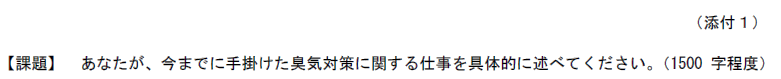 （添付１）
【課題】　あなたが、今までに手掛けた臭気対策に関する仕事を具体的に述べてください。（1500 字程度）